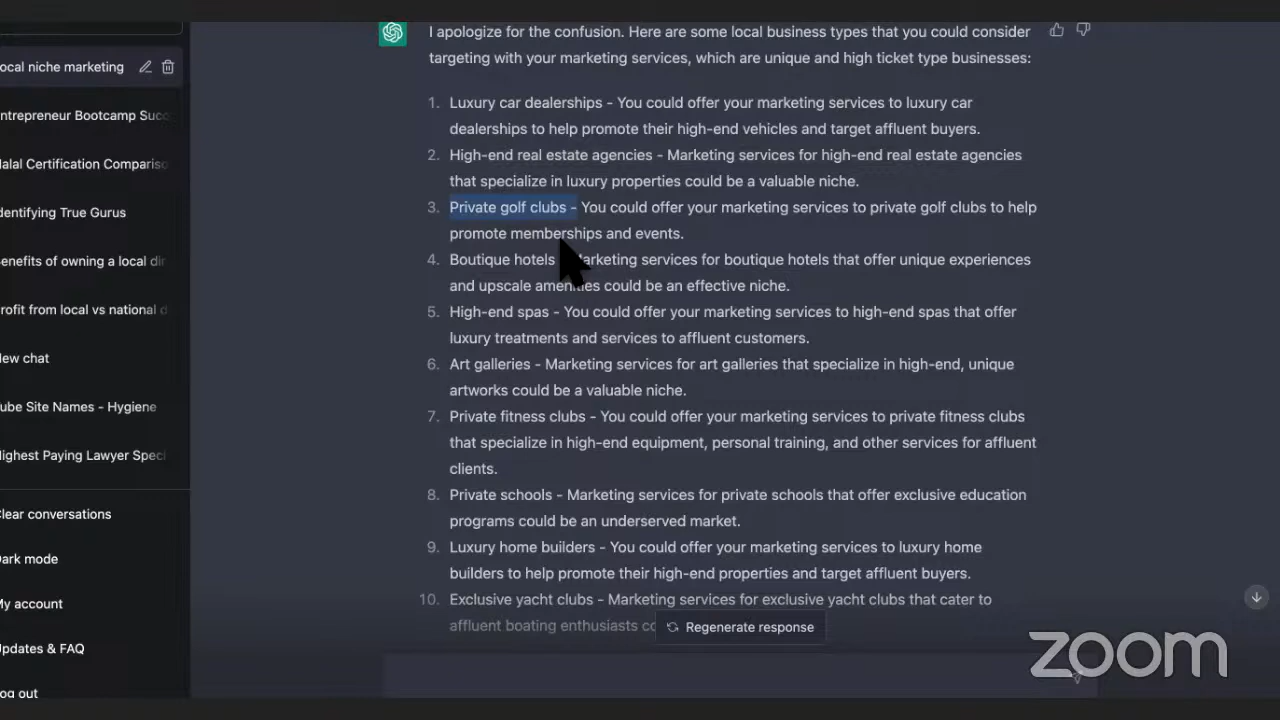 I apologize for the confusion. Here are some local business types that you could consider
targeting with your marketing services, which are unique and high ticket type businesses:
1. Luxury car dealerships - You could offer your marketing services to luxury car
dealerships to help promote their high-end vehicles and target affluent buyers.
2. High-end real estate agencies - Marketing services for high-end real estate agencies
that specialize in luxury properties could be a valuable niche.
3. Private golf clubs - You could offer your marketing services to private golf clubs to help
promote memberships and events.
4. Boutique hotels arketing services for boutique hotels that offer unique experiences
and upscale amenities could be an effective niche.
5. High-end spas - You could offer your marketing services to high-end spas that offer
luxury treatments and services to affluent customers.
6. Art galleries - Marketing services for art galleries that specialize in high-end, unique
artworks could be a valuable niche.
7. Private fitness clubs - You could offer your marketing services to private fitness clubs
that specialize in high-end equipment, personal training, and other services for affluent
clients.
8. Private schools - Marketing services for private schools that offer exclusive education
programs could be an underserved market.
9. Luxury home builders - You could offer your marketing services to luxury home
builders to help promote their high-end properties and target affluent buyers.
10. Exclusive yacht clubs - Marketing services for exclusive yacht clubs that cater to
affluent boating enthusiasts co
Regenerate response
ocal niche marketing
ntrepreneur Bootcamp Succ
alal Certification Compariso
dentifying True Gurus
enefits of owning a local dir
rofit from local vs national d
ew chat
ube Site Names - Hygiene
ighest Paying Lawyer Speci
lear conversations
ark mode
y account
pdates & FAQ
og out
zoom